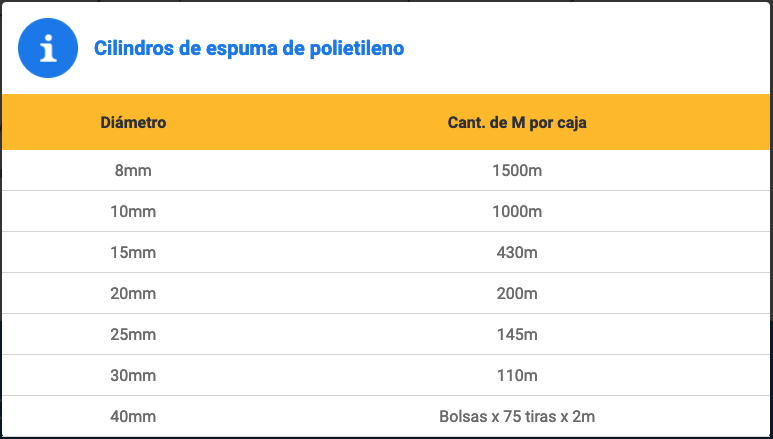 Cilindros de espuma de polietileno
Diámetro Cant. de M por caja
8mm 1500m
10mm 1000m
15mm 430m
20mm 200m
25mm 145m
30mm 110m
40mm Bolsas x 75 tiras x 2m